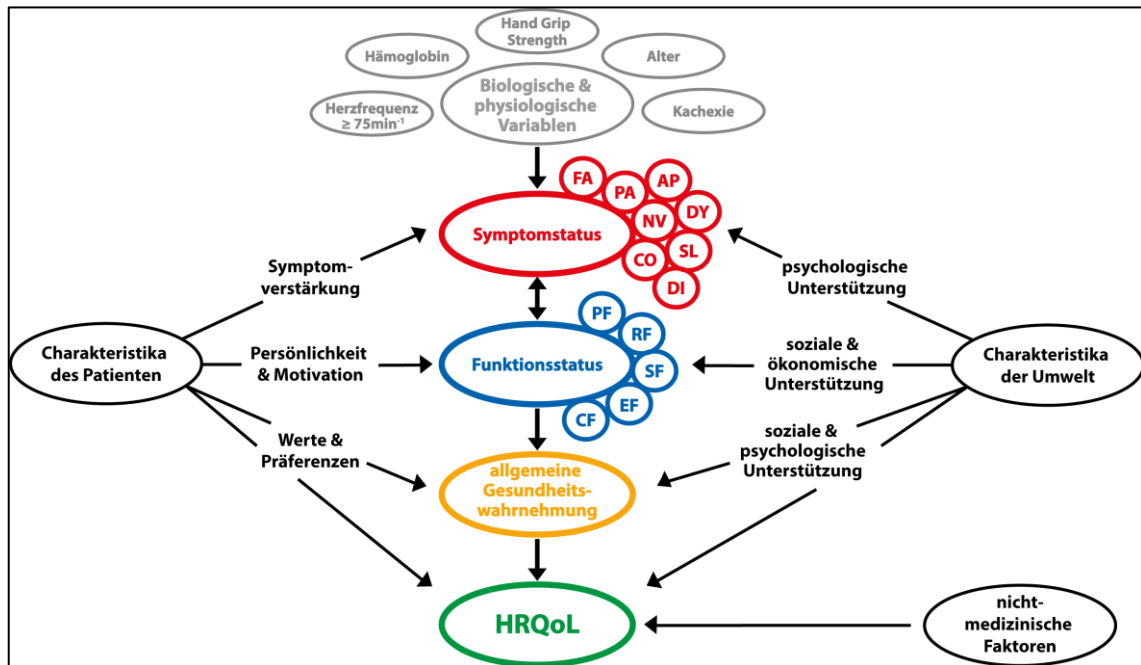 Hand Grip
Strength
Hämoglobin
Alter
Biologische &
physiologische
Variablen
Herzfrequenz
≥ 75min⁻¹
Kachexie
FA
PA
AP
NV
DY
CO
SL
DI
Symptomstatus
Symptom-
verstärkung
psychologische
Unterstützung
PF
RF
SF
EF
CF
Charakteristika
des Patienten
Persönlichkeit
& Motivation
Funktionsstatus
soziale &
ökonomische
Unterstützung
Charakteristika
der Umwelt
Werte &
Präferenzen
allgemeine
Gesundheits-
wahrnehmung
soziale &
psychologische
Unterstützung
HRQoL
nicht-
medizinische
Faktoren